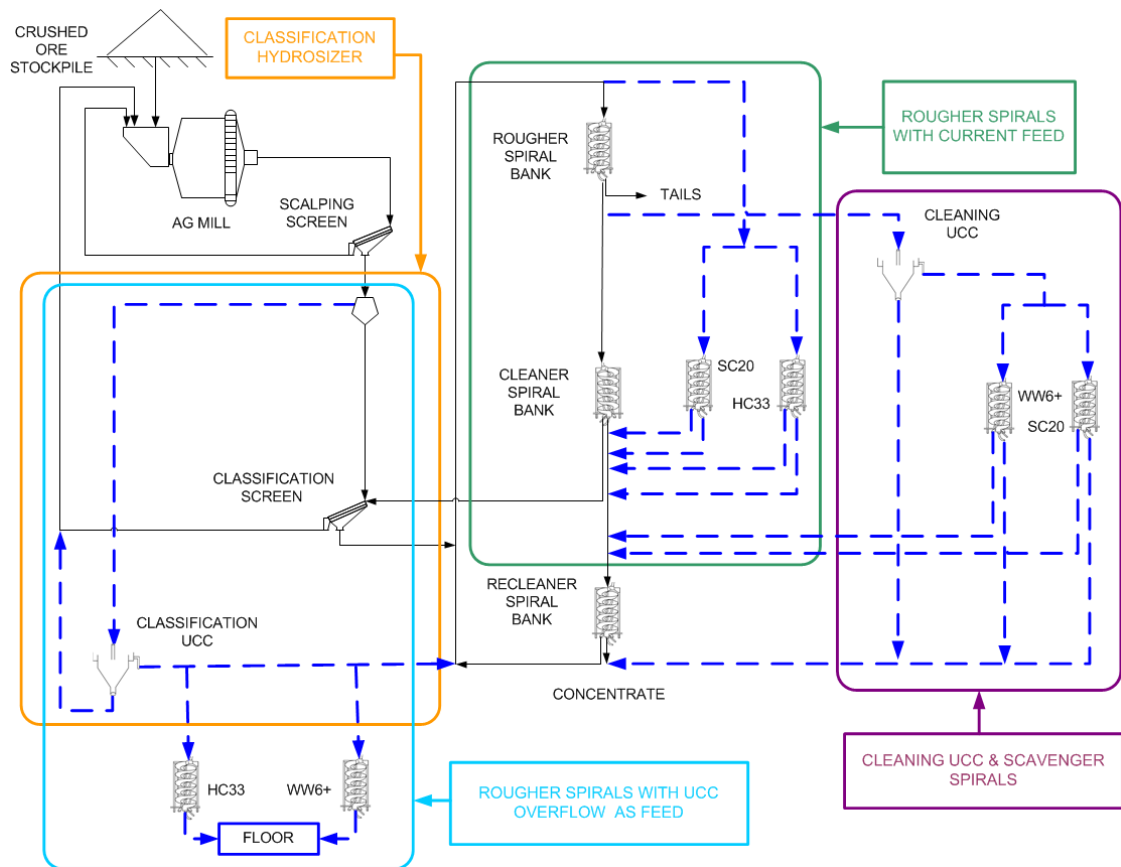 CRUSHED
ORE
STOCKPILE
CLASSIFICATION
HYDROSIZER
ROUGHER
SPIRAL
BANK
ROUGHER SPIRALS
WITH CURRENT FEED
TAILS
AG MILL
SCALPING
SCREEN
CLEANING
UCC
CLEANER
SPIRAL
BANK
SC20
HC33
WW6+
SC20
CLASSIFICATION
SCREEN
RECLEANER
SPIRAL
BANK
CLASSIFICATION
UCC
CONCENTRATE
CLEANING UCC & SCAVENGER
SPIRALS
HC33
WW6+
ROUGHER SPIRALS WITH UCC
OVERFLOW AS FEED
FLOOR